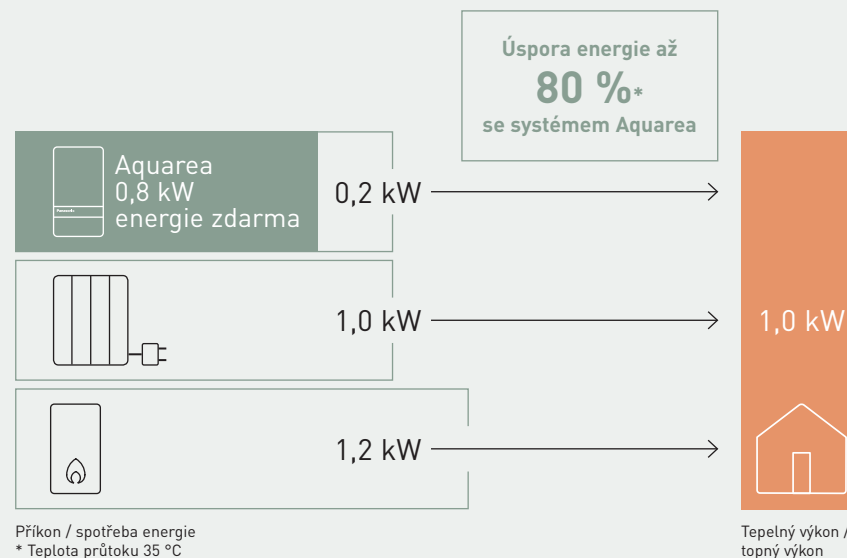 Úspora energie až
80 %*
se systémem Aquarea
Aquarea
0,8 kW
energie zdarma
0,2 kW
1,0 kW
1,0 kW
1,2 kW
Příkon / spotřeba energie
* Teplota průtoku 35 °C
Tepelný výkon /
topný výkon